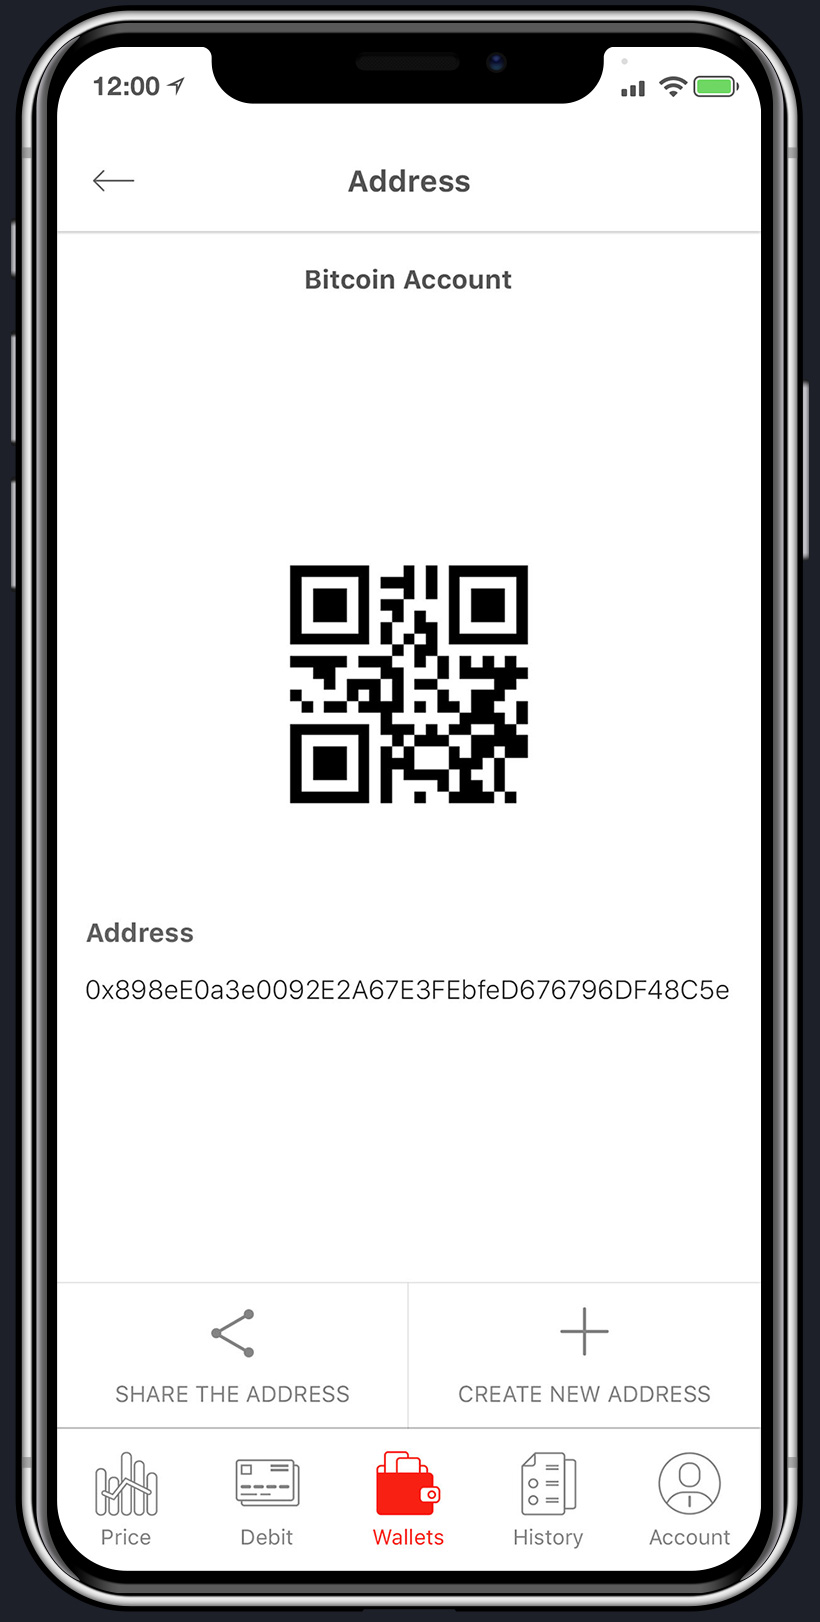 12:00
Address
Bitcoin Account
Address
0x898eE0a3e0092E2A67E3FEbfeD676796DF48C5e
SHARE THE ADDRESS
CREATE NEW ADDRESS
Price
Debit
Wallets
History
Account